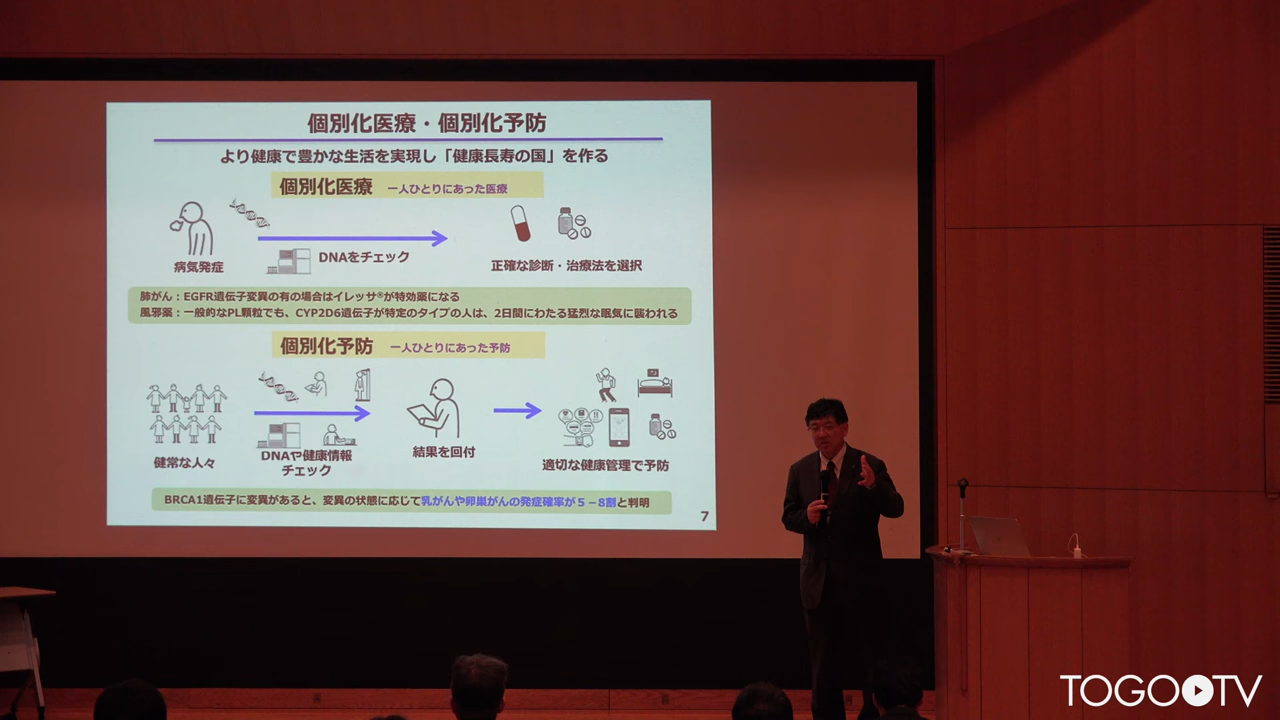 個別化医療・個別化予防
より健康で豊かな生活を実現し「健康長寿の国」を作る
個別化医療 一人ひとりにあった医療
病気発症
DNAをチェック
正確な診断・治療法を選択
肺がん：EGFR遺伝子変異の有の場合はイレッサ®が特効薬になる
風邪薬：一般的なPL顆粒でも、CYP2D6遺伝子が特定のタイプの人は、2日間にわたる猛烈な眠気に襲われる
個別化予防 一人ひとりにあった予防
健常な人々
DNAや健康情報
チェック
結果を回付
適切な健康管理で予防
BRCA1遺伝子に変異があると、変異の状態に応じて乳がんや卵巣がんの発症確率が５－8割と判明
7
TOGOTV